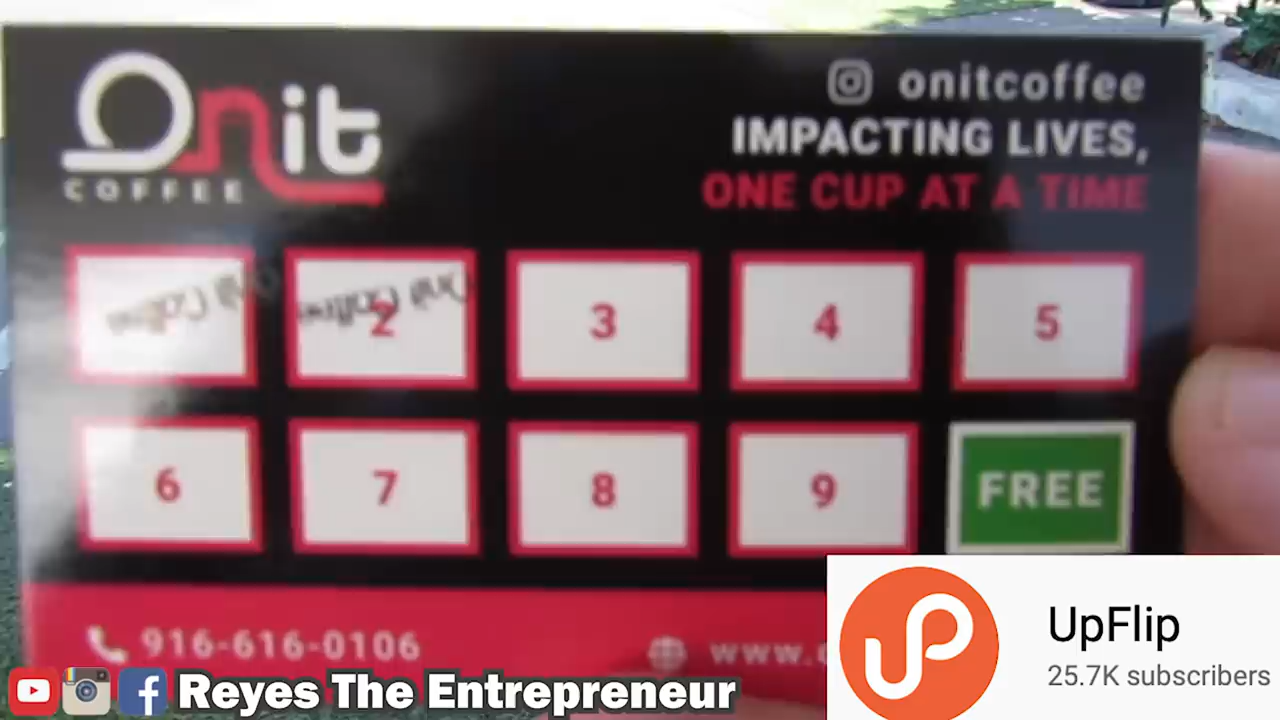 Onit
COFFEE
onitcoffee
IMPACTING LIVES,
ONE CUP AT A TIME
2 3 4 5
6 7 8 9 FREE
916-616-0106
www.
Reyes The Entrepreneur
UpFlip
25.7K subscribers